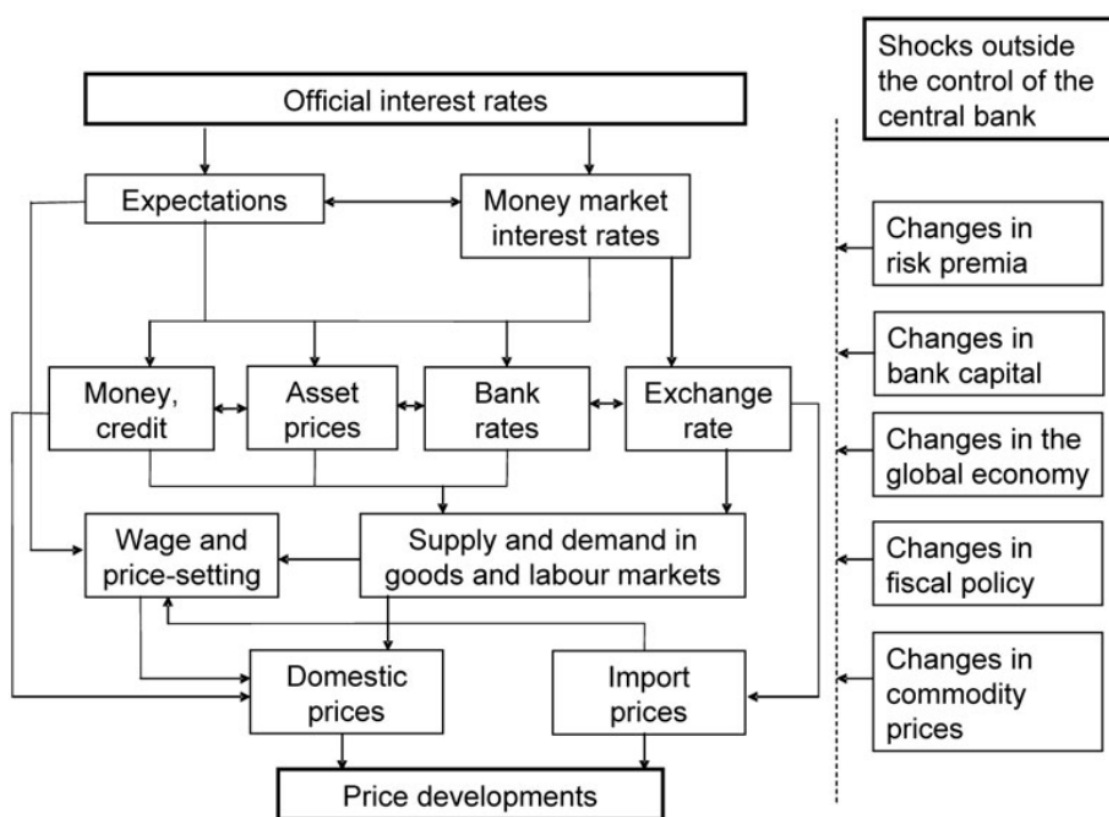 Shocks outside
the control of the
central bank
Official interest rates
Expectations
Money market
interest rates
Changes in
risk premia
Changes in
bank capital
Money,
credit
Asset
prices
Bank
rates
Exchange
rate
Changes in the
global economy
Wage and
price-setting
Supply and demand in
goods and labour markets
Changes in
fiscal policy
Domestic
prices
Import
prices
Changes in
commodity
prices
Price developments